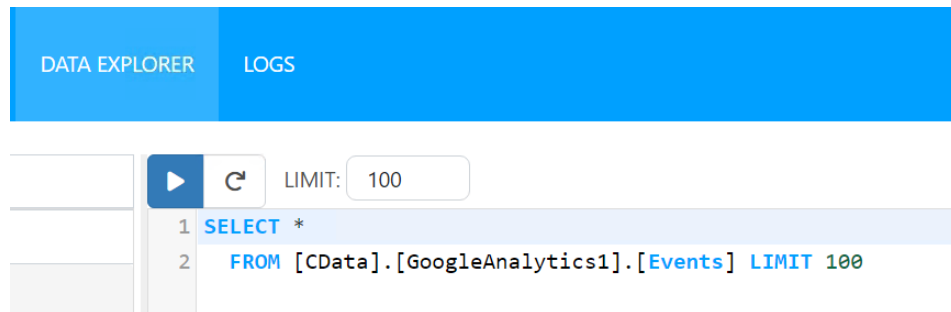 DATA EXPLORER LOGS
LIMIT: 100
1 SELECT *
2 FROM [CData].[GoogleAnalytics1].[Events] LIMIT 100